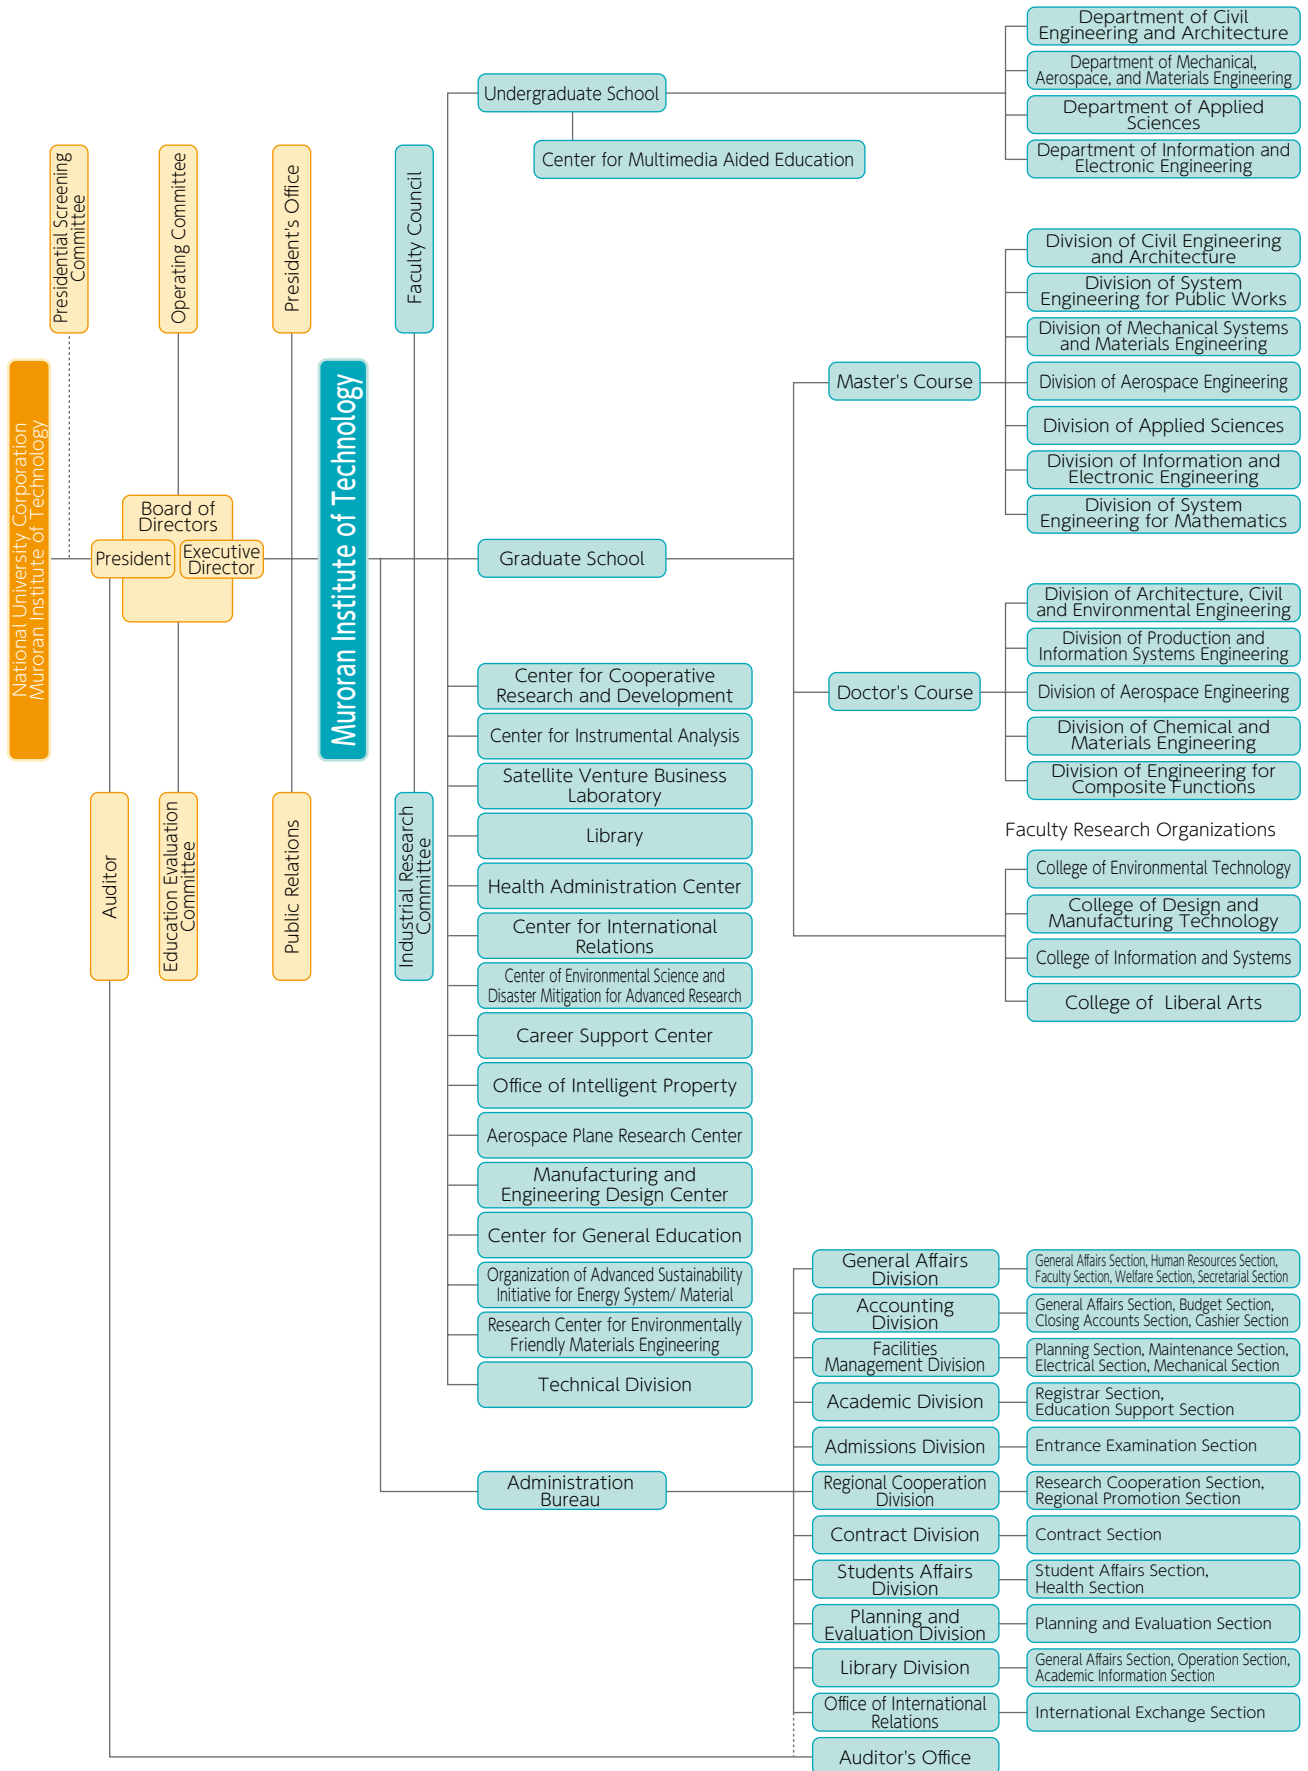 National University Corporation
Muroran Institute of Technology
Presidential Screening
Committee
Operating Committee
President's Office
Board of
Directors
President
Executive
Director
Auditor
Education Evaluation
Committee
Public Relations
Muroran Institute of Technology
Faculty Council
Industrial Research
Committee
Undergraduate School
Center for Multimedia Aided Education
Department of Civil
Engineering and Architecture
Department of Mechanical,
Aerospace, and Materials Engineering
Department of Applied
Sciences
Department of Information and
Electronic Engineering
Graduate School
Master's Course
Division of Civil Engineering
and Architecture
Division of System
Engineering for Public Works
Division of Mechanical Systems
and Materials Engineering
Division of Aerospace Engineering
Division of Applied Sciences
Division of Information and
Electronic Engineering
Division of System
Engineering for Mathematics
Doctor's Course
Division of Architecture, Civil
and Environmental Engineering
Division of Production and
Information Systems Engineering
Division of Aerospace Engineering
Division of Chemical and
Materials Engineering
Division of Engineering for
Composite Functions
Faculty Research Organizations
College of Environmental Technology
College of Design and
Manufacturing Technology
College of Information and Systems
College of Liberal Arts
Center for Cooperative
Research and Development
Center for Instrumental Analysis
Satellite Venture Business
Laboratory
Library
Health Administration Center
Center for International
Relations
Center of Environmental Science and
Disaster Mitigation for Advanced Research
Career Support Center
Office of Intelligent Property
Aerospace Plane Research Center
Manufacturing and
Engineering Design Center
Center for General Education
Organization of Advanced Sustainability
Initiative for Energy System/ Material
Research Center for Environmentally
Friendly Materials Engineering
Technical Division
Administration
Bureau
General Affairs
Division
General Affairs Section, Human Resources Section,
Faculty Section, Welfare Section, Secretarial Section
Accounting
Division
General Affairs Section, Budget Section,
Closing Accounts Section, Cashier Section
Facilities
Management Division
Planning Section, Maintenance Section,
Electrical Section, Mechanical Section
Academic Division
Registrar Section,
Education Support Section
Admissions Division
Entrance Examination Section
Regional Cooperation
Division
Research Cooperation Section,
Regional Promotion Section
Contract Division
Contract Section
Students Affairs
Division
Student Affairs Section,
Health Section
Planning and
Evaluation Division
Planning and Evaluation Section
Library Division
General Affairs Section, Operation Section,
Academic Information Section
Office of International
Relations
International Exchange Section
Auditor's Office